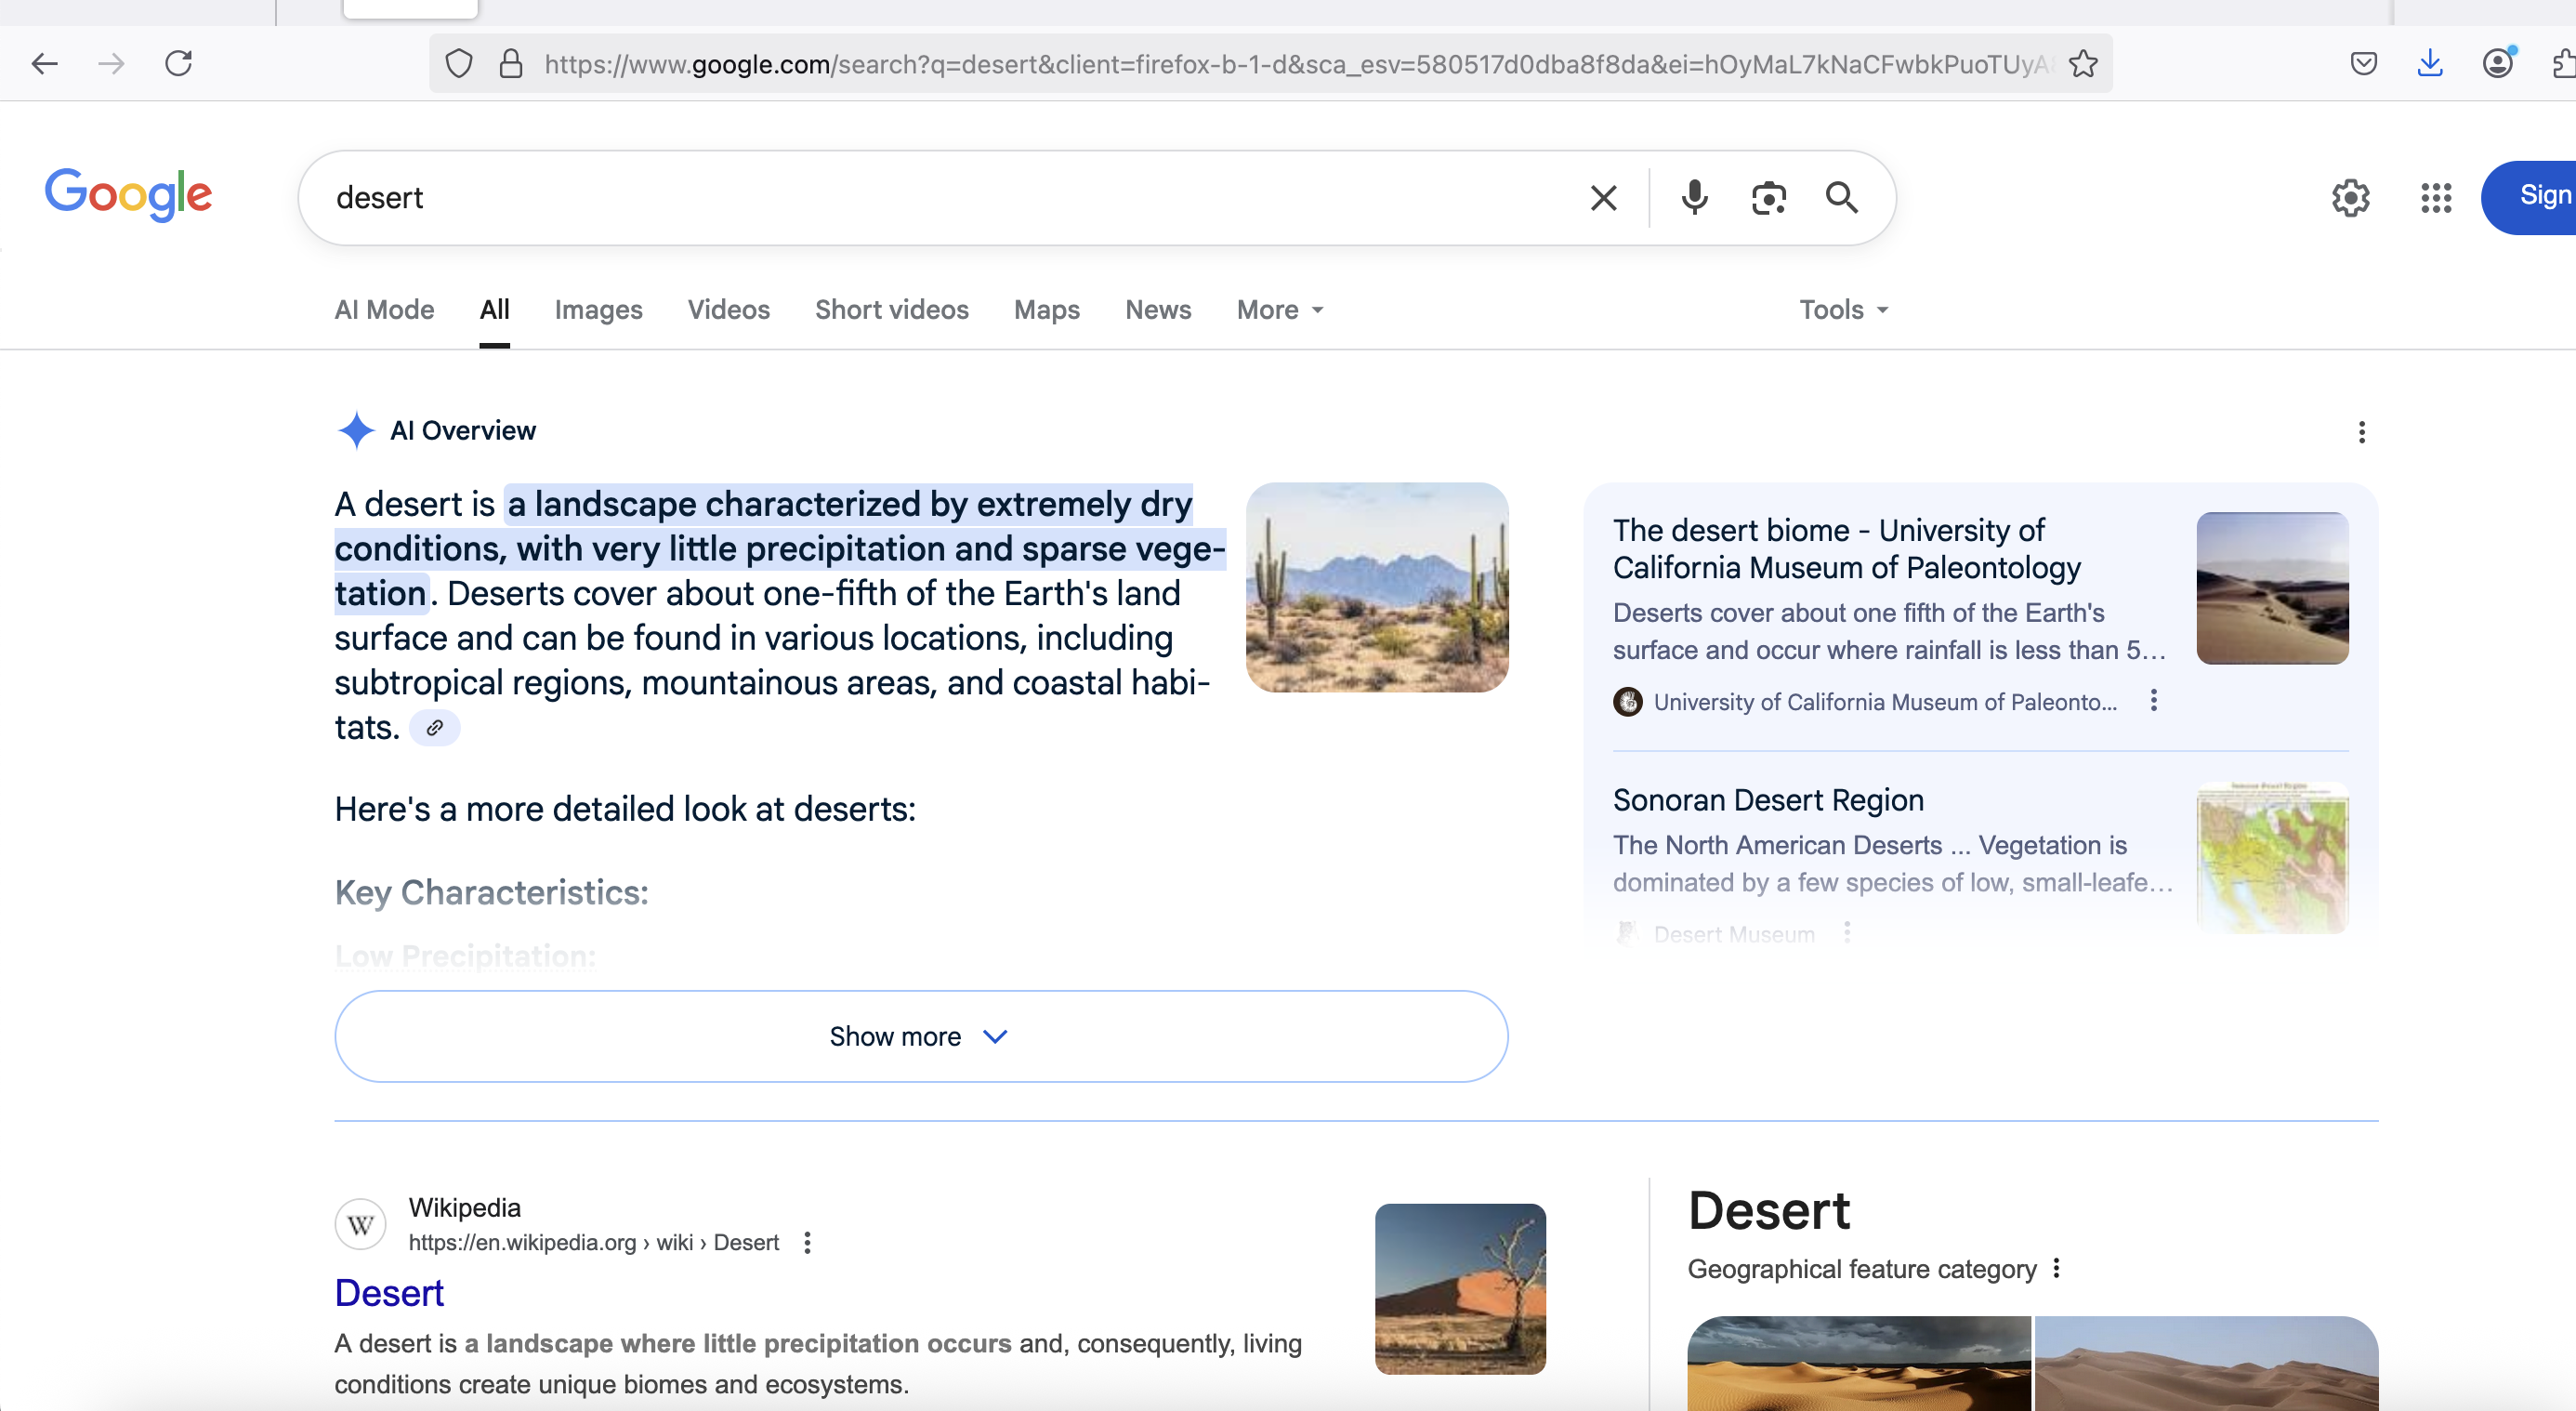 https://www.google.com/search?q=desert&client=firefox-b-1-d&sca_esv=580517d0dba8f8da&ei=hOyMaL7kNaCFwbkPuoTUyA
Google
desert
Sign
AI Mode
All
Images
Videos
Short videos
Maps
News
More
Tools
AI Overview
A desert is a landscape characterized by extremely dry
conditions, with very little precipitation and sparse vege-
tation. Deserts cover about one-fifth of the Earth's land
surface and can be found in various locations, including
subtropical regions, mountainous areas, and coastal habi-
tats.
Here's a more detailed look at deserts:
Key Characteristics:
Low Precipitation:
Show more
The desert biome - University of
California Museum of Paleontology
Deserts cover about one fifth of the Earth's
surface and occur where rainfall is less than 5...
University of California Museum of Paleonto...
Sonoran Desert Region
The North American Deserts ... Vegetation is
dominated by a few species of low, small-leafe...
Desert Museum
W
Wikipedia
https://en.wikipedia.org › wiki › Desert
Desert
A desert is a landscape where little precipitation occurs and, consequently, living
conditions create unique biomes and ecosystems.
Desert
Geographical feature category